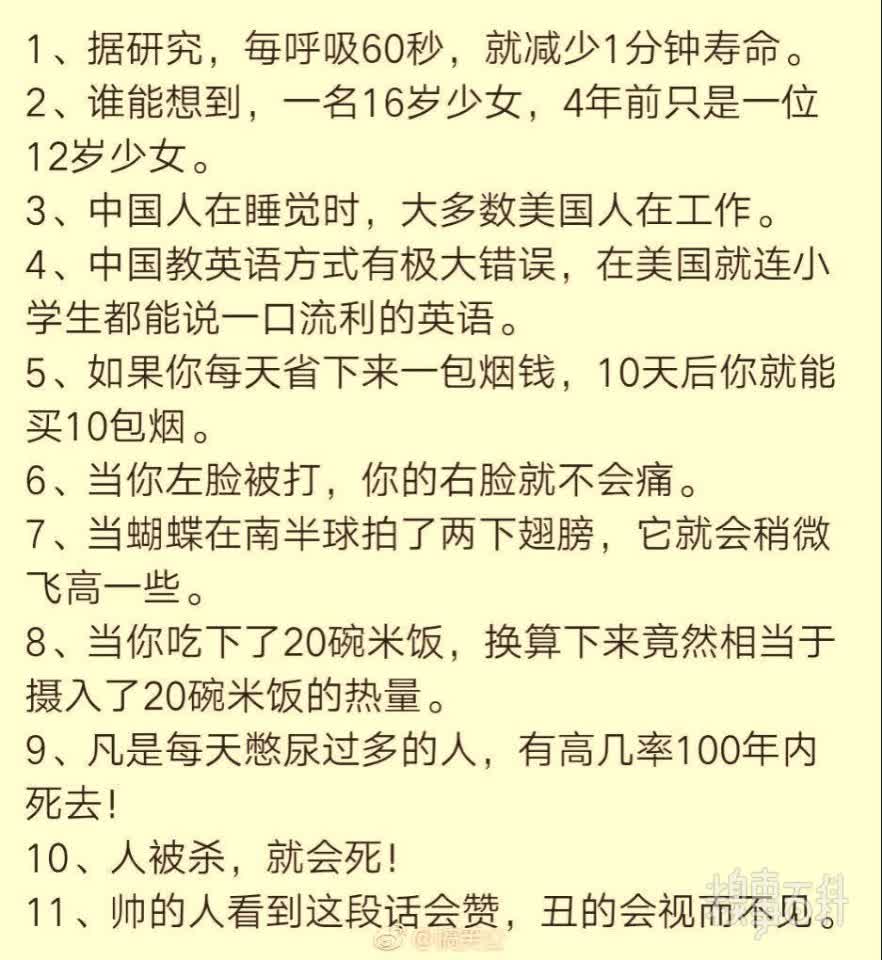 1、据研究，每呼吸60秒，就减少1分钟寿命。
2、谁能想到，一名16岁少女，4年前只是一位
12岁少女。
3、中国人在睡觉时，大多数美国人在工作。
4、中国教英语方式有极大错误，在美国就连小
学生都能说一口流利的英语。
5、如果你每天省下来一包烟钱，10天后你就能
买10包烟。
6、当你左脸被打，你的右脸就不会痛。
7、当蝴蝶在南半球拍了两下翅膀，它就会稍微
飞高一些。
8、当你吃下了20碗米饭，换算下来竟然相当于
摄入了20碗米饭的热量。
9、凡是每天憋尿过多的人，有高几率100年内
死去!
10、人被杀，就会死!
11、帅的人看到这段话会赞，丑的会视而不见。
糗事百科